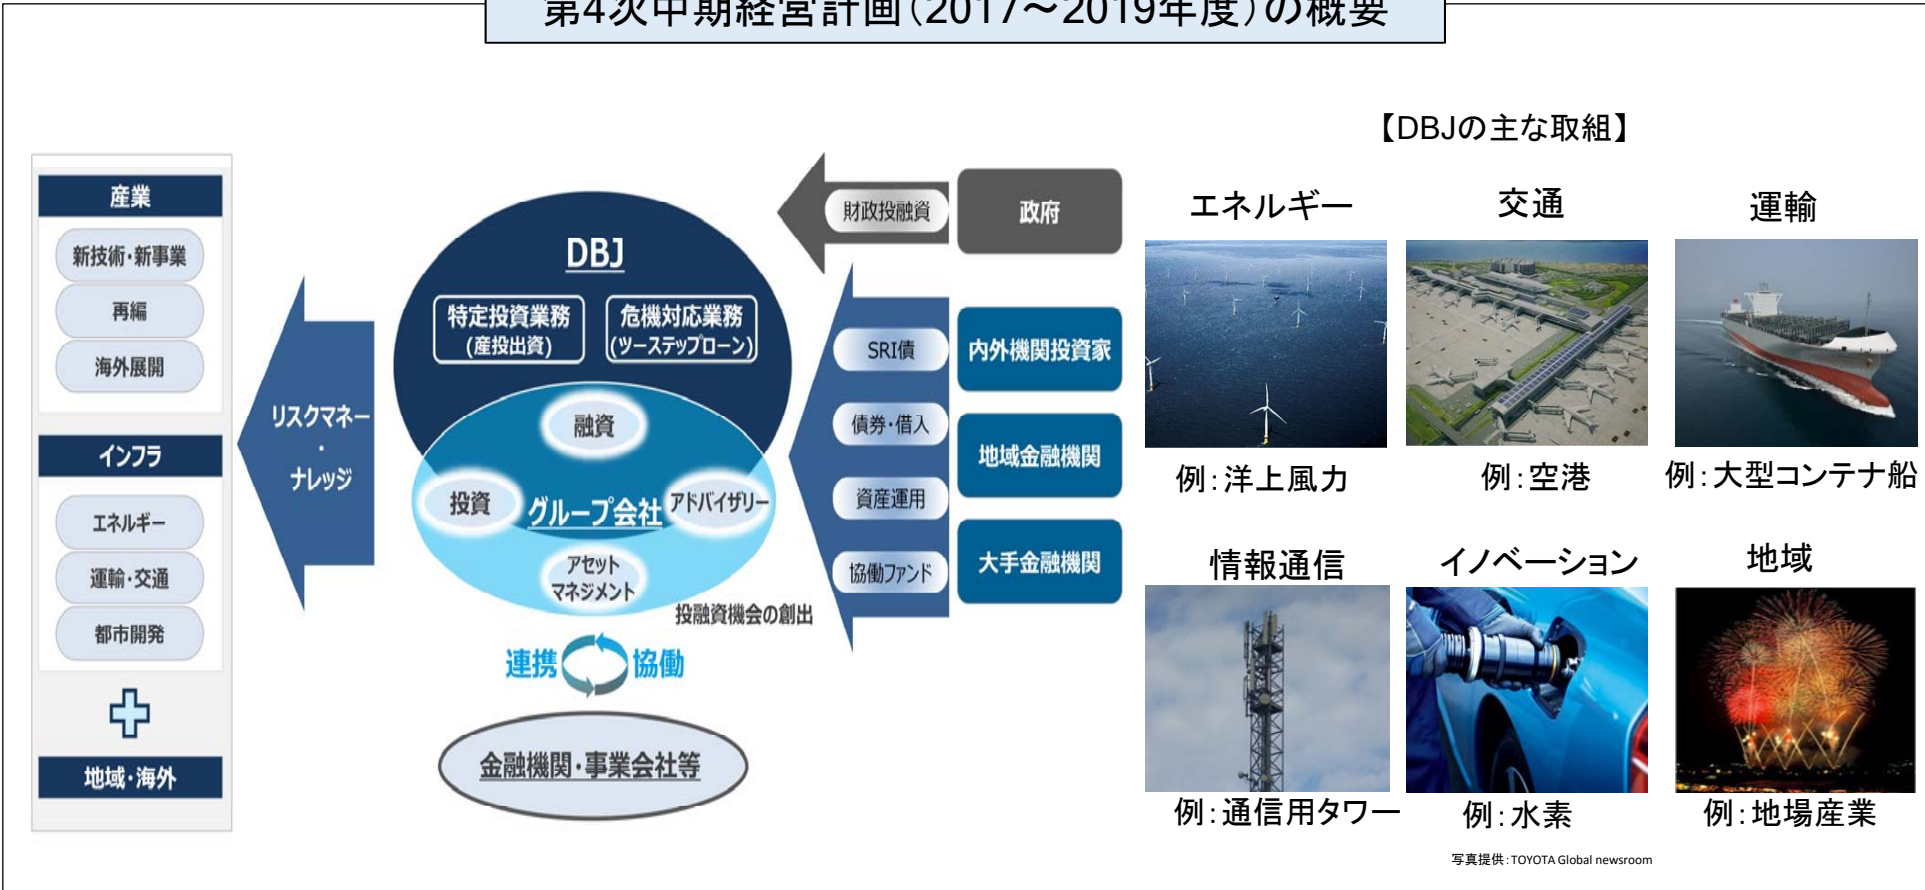 第4次中期経営計画(2017～2019年度)の概要
産業
新技術・新事業
再編
海外展開
インフラ
エネルギー
運輸・交通
都市開発
地域・海外
リスクマネー
・
ナレッジ
DBJ
特定投資業務
(産投出資)
危機対応業務
(ツーステップローン)
融資
投資
グループ会社
アドバイザリー
アセット
マネジメント
投融資機会の創出
連携
協働
金融機関・事業会社等
財政投融資
政府
SRI債
債券・借入
資産運用
協働ファンド
内外機関投資家
地域金融機関
大手金融機関
【DBJの主な取組】
エネルギー
交通
運輸
例：洋上風力
例：空港
例：大型コンテナ船
情報通信
イノベーション
地域
例：通信用タワー
例：水素
例：地場産業
写真提供：TOYOTA Global newsroom